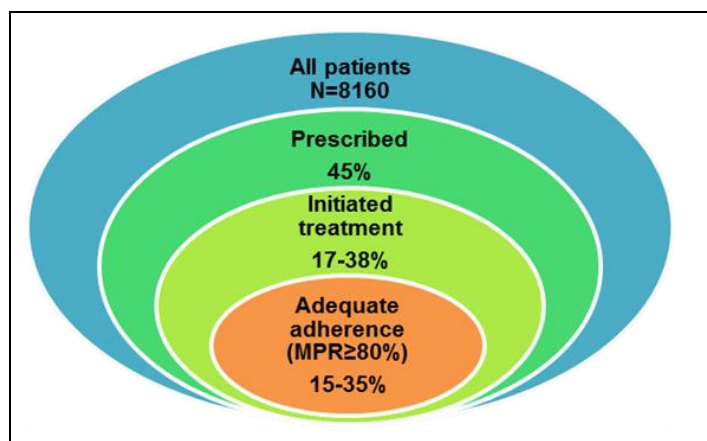 All patients
N=8160
Prescribed
45%
Initiated
treatment
17-38%
Adequate
adherence
(MPR≥80%)
15-35%